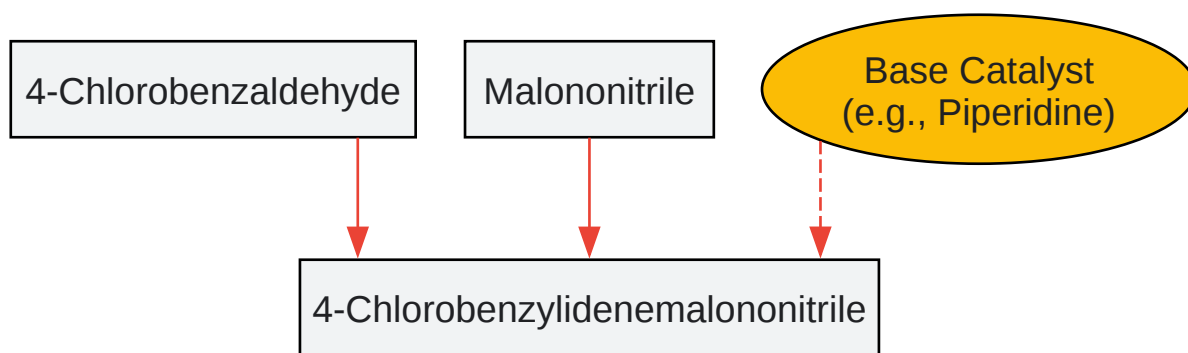 4-Chlorobenzaldehyde
Malononitrile
Base Catalyst
(e.g., Piperidine)
4-Chlorobenzylidenemalononitrile